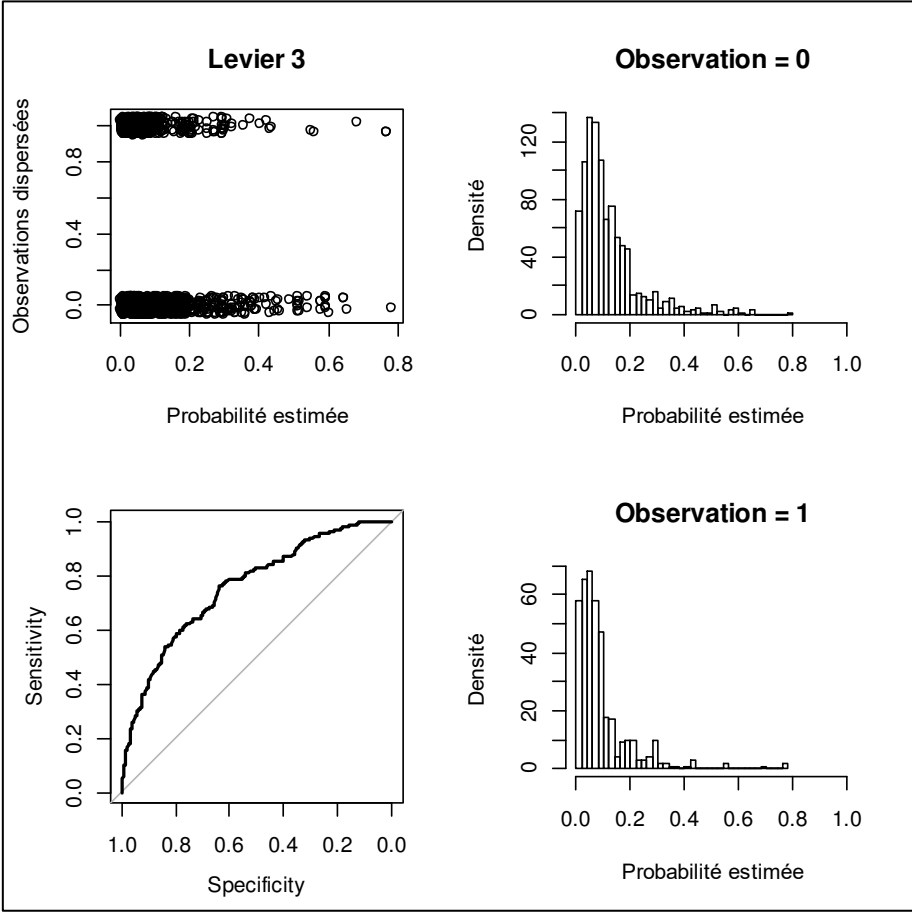 Levier 3
Observations dispersées
0.8
0.4
0.0
0.0 0.2 0.4 0.6 0.8
Probabilité estimée
Observation = 0
Densité
120
80
40
0
0.0 0.2 0.4 0.6 0.8 1.0
Probabilité estimée
Sensitivity
1.0
0.8
0.6
0.4
0.2
0.0
1.0 0.8 0.6 0.4 0.2 0.0
Specificity
Observation = 1
Densité
60
40
20
0
0.0 0.2 0.4 0.6 0.8 1.0
Probabilité estimée